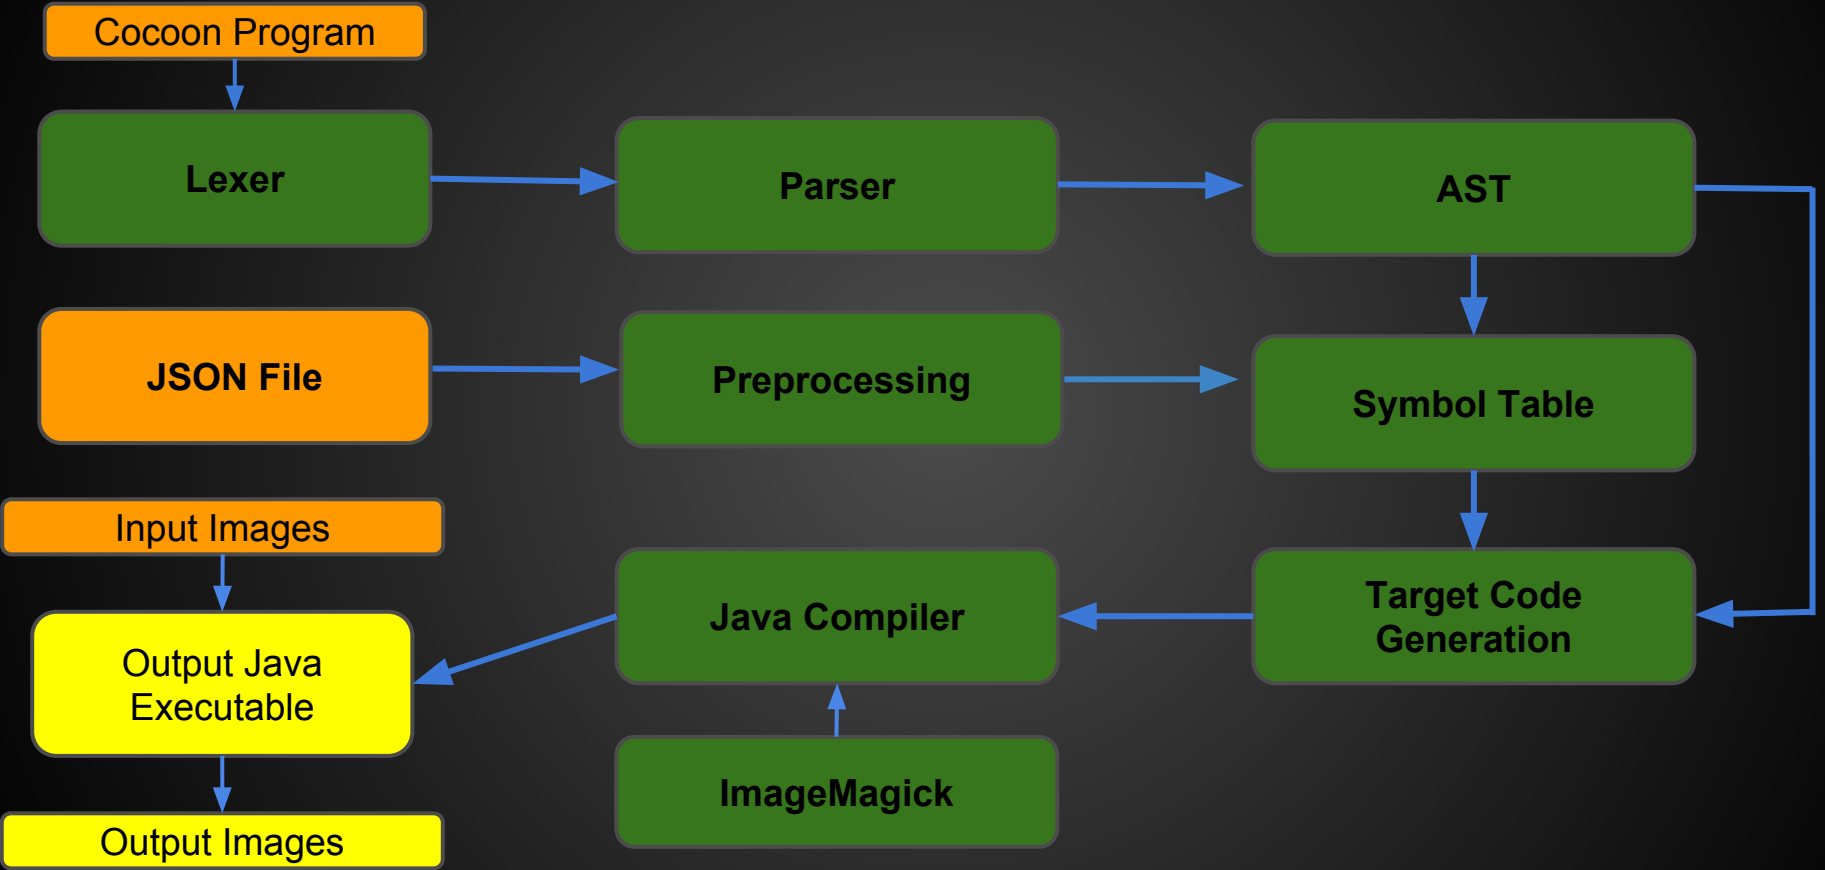 Cocoon Program
Lexer
Parser
AST
JSON File
Preprocessing
Symbol Table
Input Images
Java Compiler
Target Code
Generation
Output Java
Executable
ImageMagick
Output Images